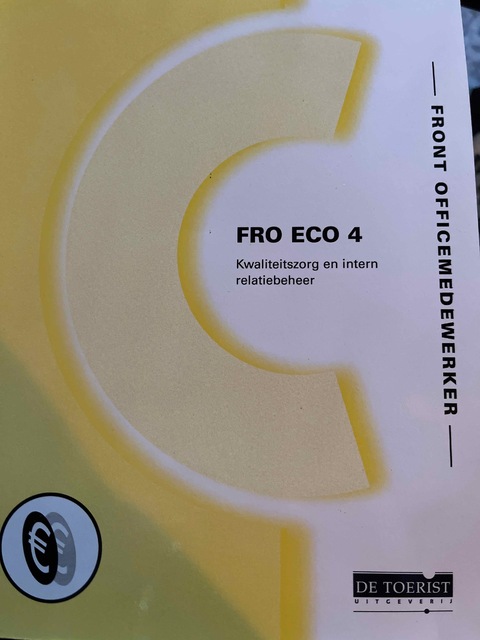 FRO ECO 4
Kwaliteitszorg en intern
relatiebeheer
FRONT OFFICEMEDEWERKER
€
DE TOERIST
UITGEVERIJ